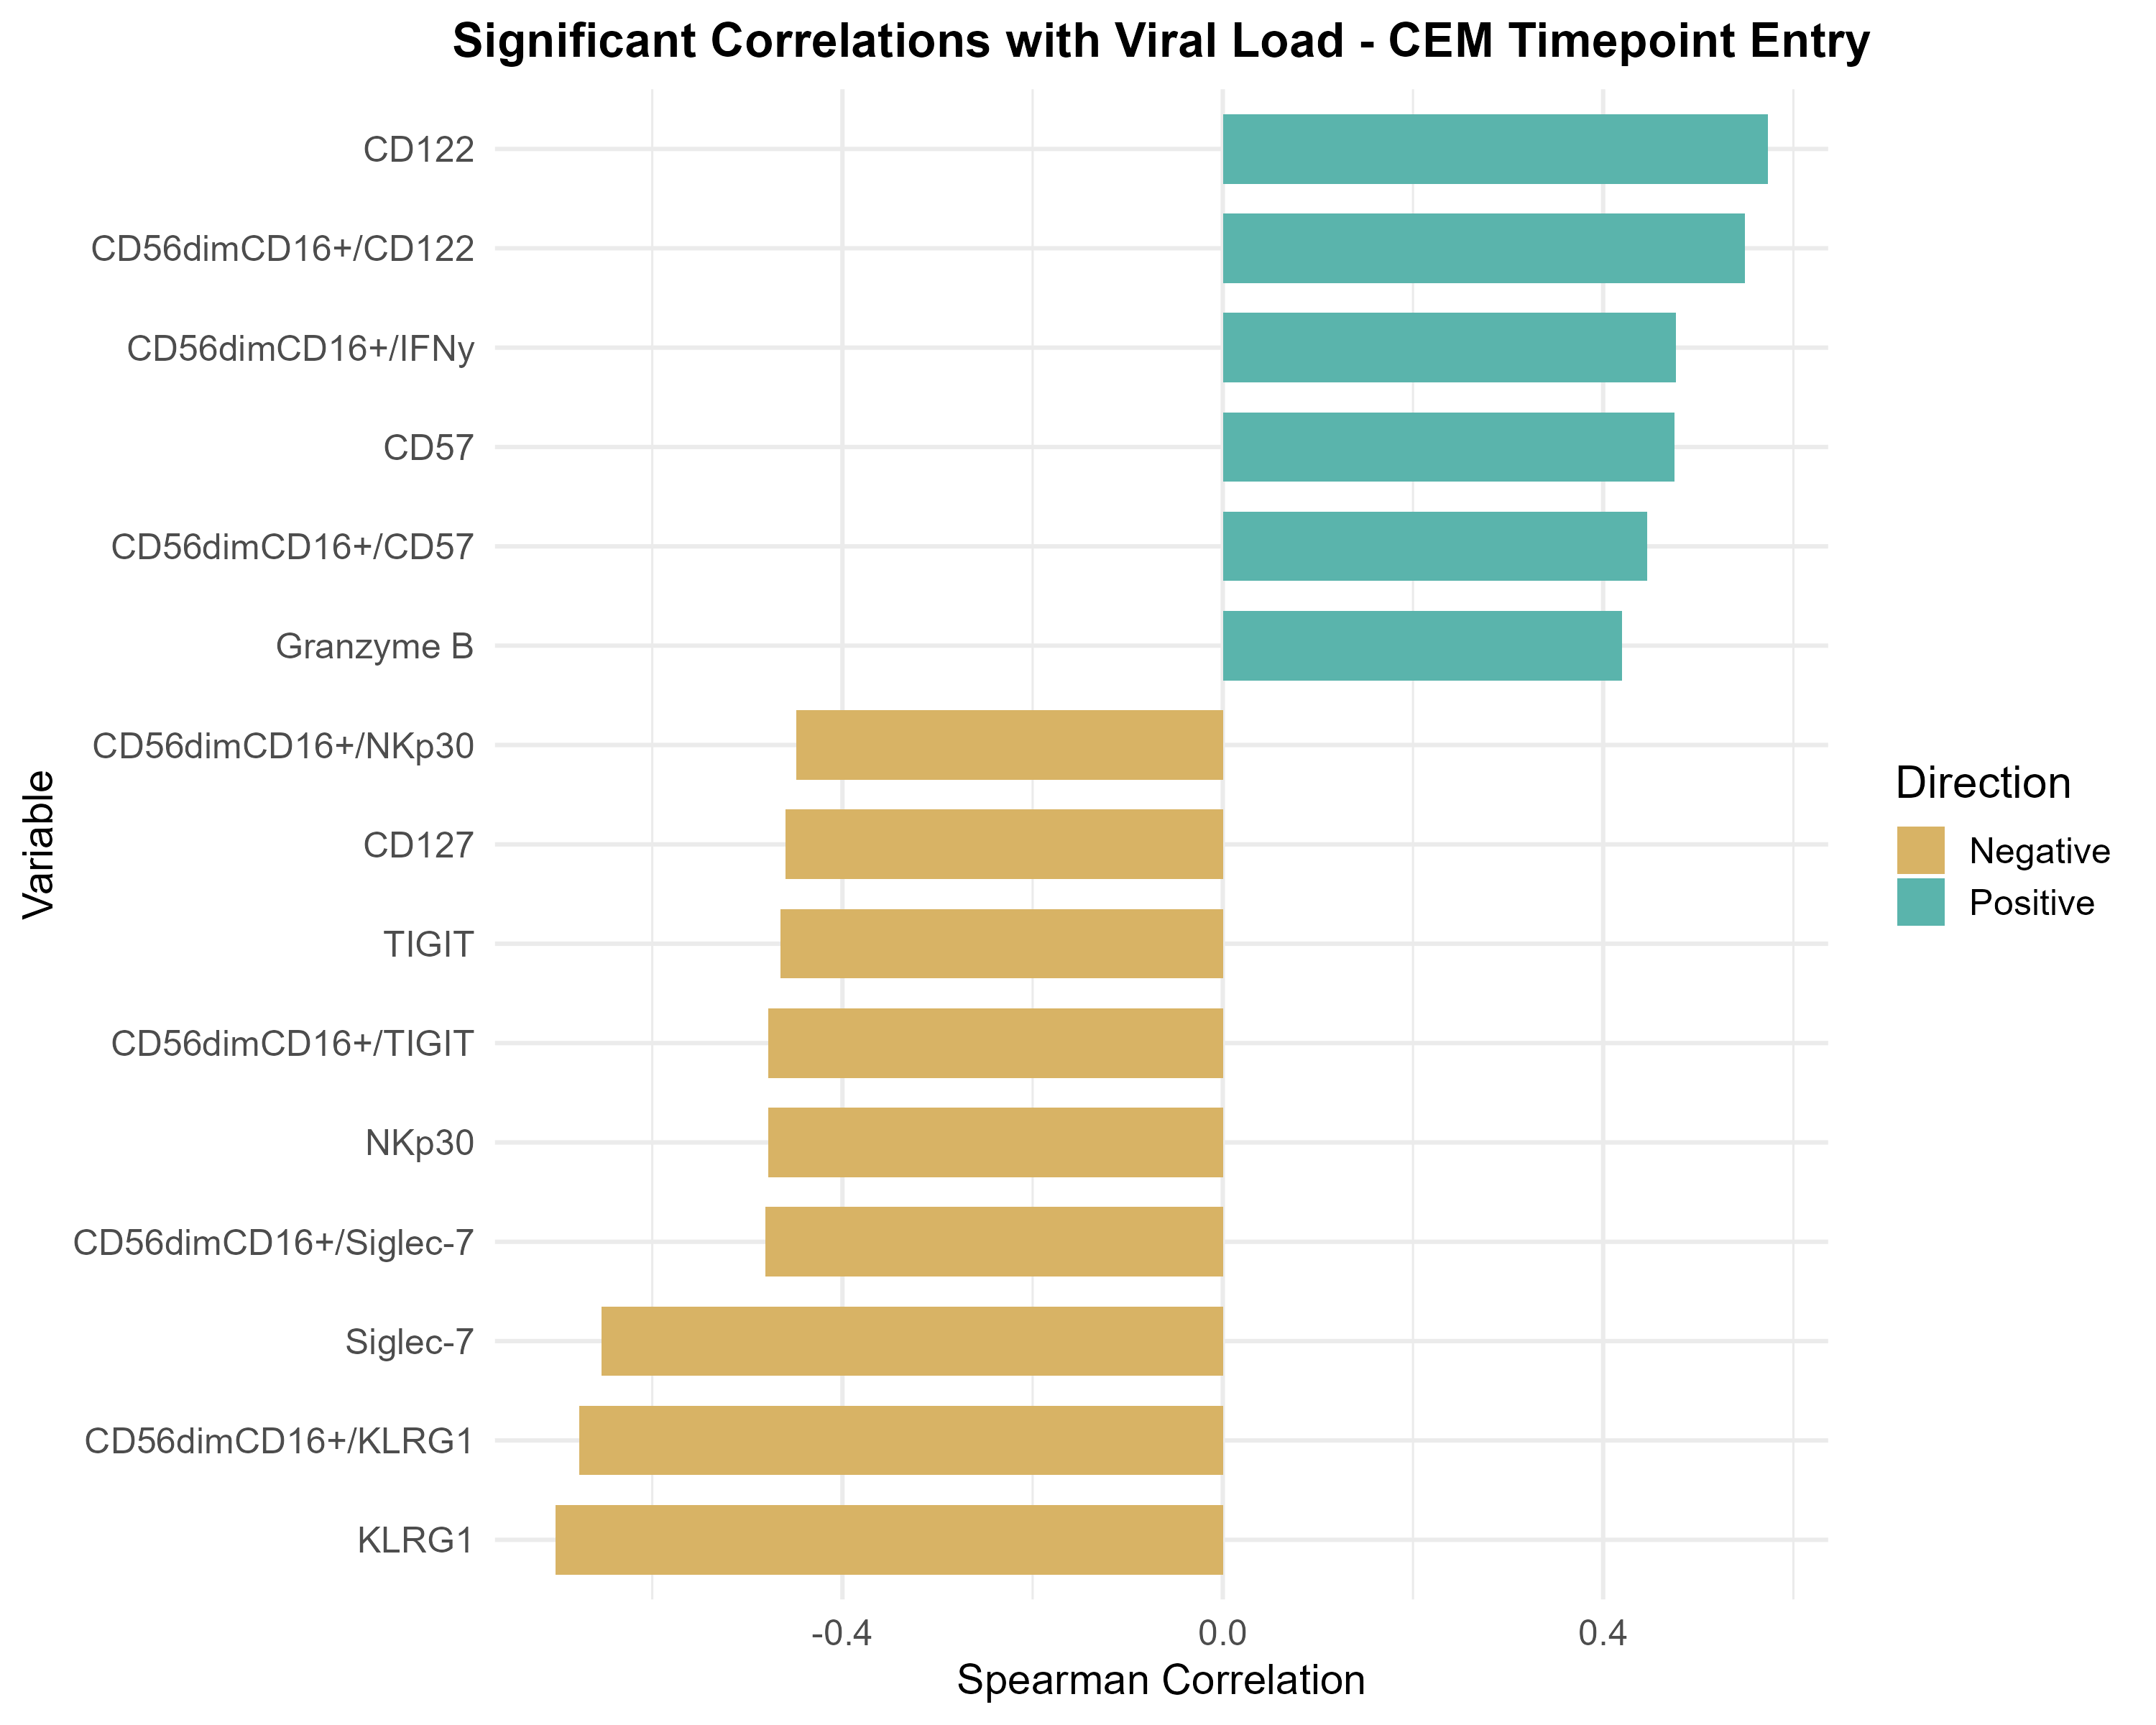 Significant Correlations with Viral Load - CEM Timepoint Entry
Variable
CD122
CD56dimCD16+/CD122
CD56dimCD16+/IFNy
CD57
CD56dimCD16+/CD57
Granzyme B
CD56dimCD16+/NKp30
CD127
TIGIT
CD56dimCD16+/TIGIT
NKp30
CD56dimCD16+/Siglec-7
Siglec-7
CD56dimCD16+/KLRG1
KLRG1
-0.4 0.0 0.4
Spearman Correlation
Direction
Negative
Positive